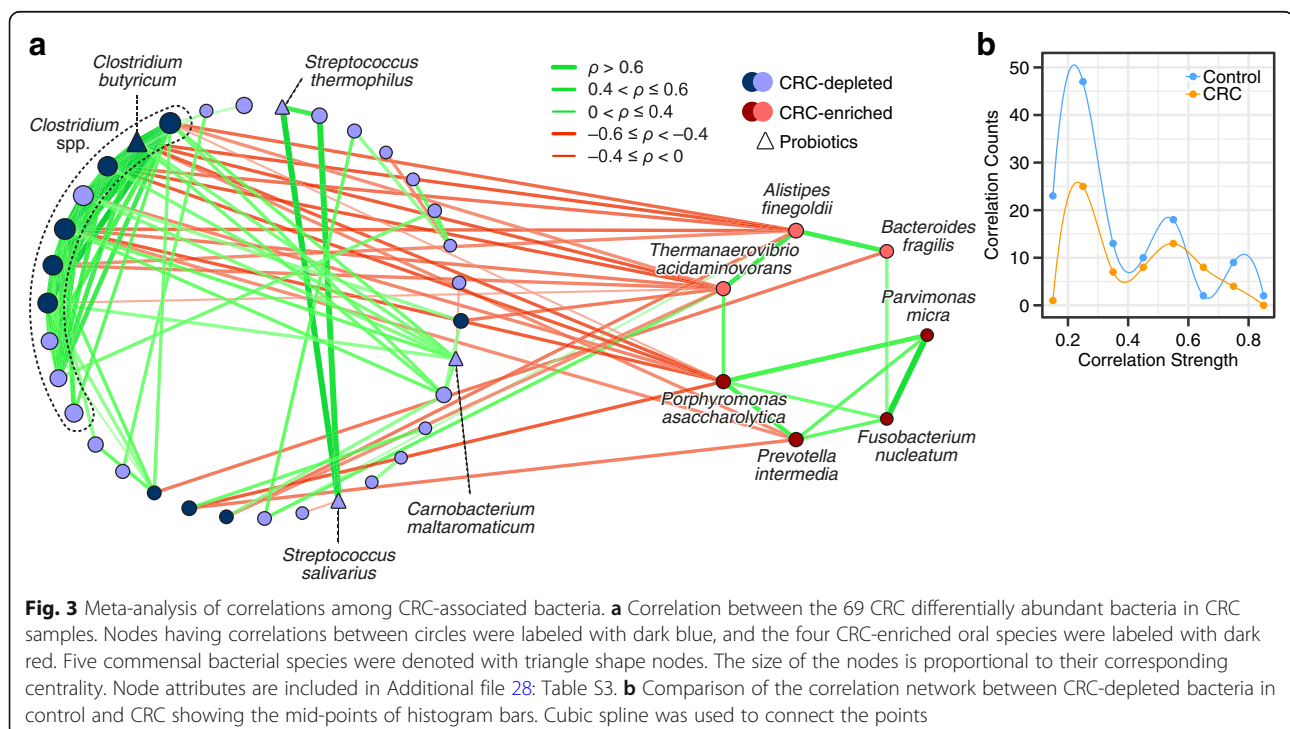 a
Clostridium
butyricum
Streptococcus
thermophilus
Clostridium
spp.
ρ > 0.6
0.4 < ρ ≤ 0.6
0 < ρ ≤ 0.4
−0.6 ≤ ρ < −0.4
−0.4 ≤ ρ < 0
CRC-depleted
CRC-enriched
Probiotics
Alistipes
finegoldii
Bacteroides
fragilis
Thermanaerovibrio
acidaminovorans
Parvimonas
micra
Porphyromonas
asaccharolytica
Fusobacterium
nucleatum
Prevotella
intermedia
Carnobacterium
maltaromaticum
Streptococcus
salivarius
b
Control
CRC
Correlation Counts
50
40
30
20
10
0
0.2 0.4 0.6 0.8
Correlation Strength
Fig. 3 Meta-analysis of correlations among CRC-associated bacteria. a Correlation between the 69 CRC differentially abundant bacteria in CRC
samples. Nodes having correlations between circles were labeled with dark blue, and the four CRC-enriched oral species were labeled with dark
red. Five commensal bacterial species were denoted with triangle shape nodes. The size of the nodes is proportional to their corresponding
centrality. Node attributes are included in Additional file 28: Table S3. b Comparison of the correlation network between CRC-depleted bacteria in
control and CRC showing the mid-points of histogram bars. Cubic spline was used to connect the points